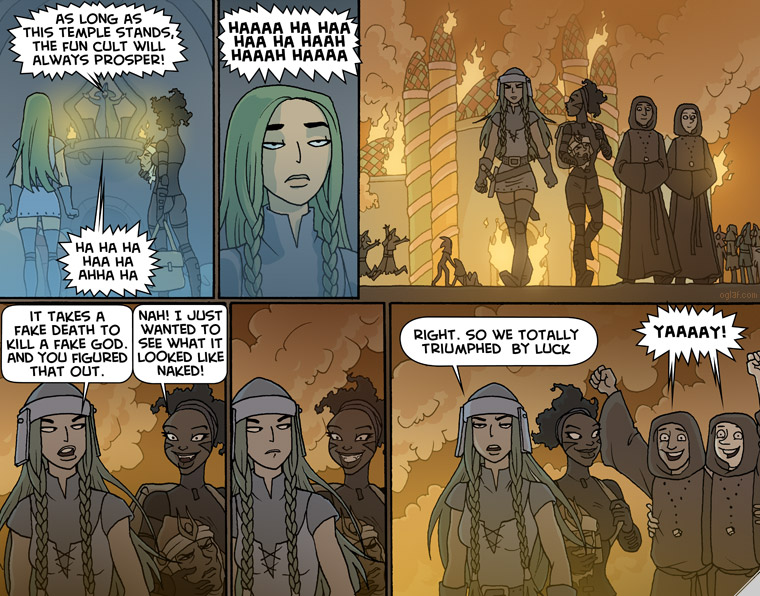 AS LONG AS
THIS TEMPLE STANDS,
THE FUN CULT WILL
ALWAYS PROSPER!
HA HA HA
HAA HA
AHHA HA
HAAAA HA HAA
HAA HA HAAH
HAAAH HAAAA
oglaf.com
IT TAKES A
FAKE DEATH TO
KILL A FAKE GOD.
AND YOU FIGURED
THAT OUT.
NAH! I JUST
WANTED TO
SEE WHAT IT
LOOKED LIKE
NAKED!
RIGHT. SO WE TOTALLY
TRIUMPHED BY LUCK
YAAAAY!